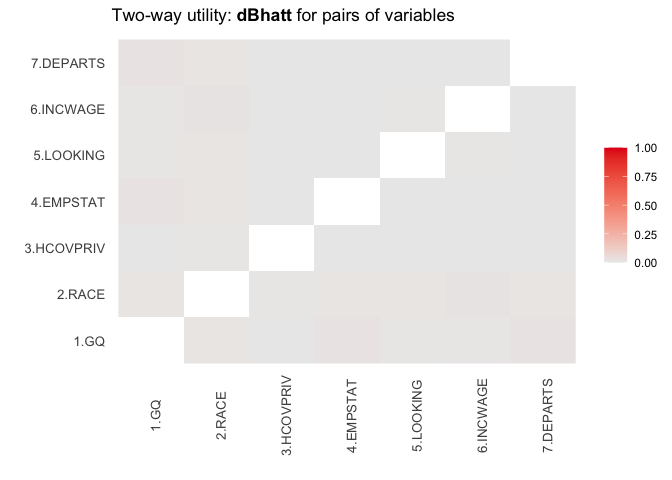 Two-way utility: dBhatt for pairs of variables
7.DEPARTS
6.INCWAGE
5.LOOKING
4.EMPSTAT
3.HCOVPRIV
2.RACE
1.GQ
1.GQ
2.RACE
3.HCOVPRIV
4.EMPSTAT
5.LOOKING
6.INCWAGE
7.DEPARTS
1.00
0.75
0.50
0.25
0.00